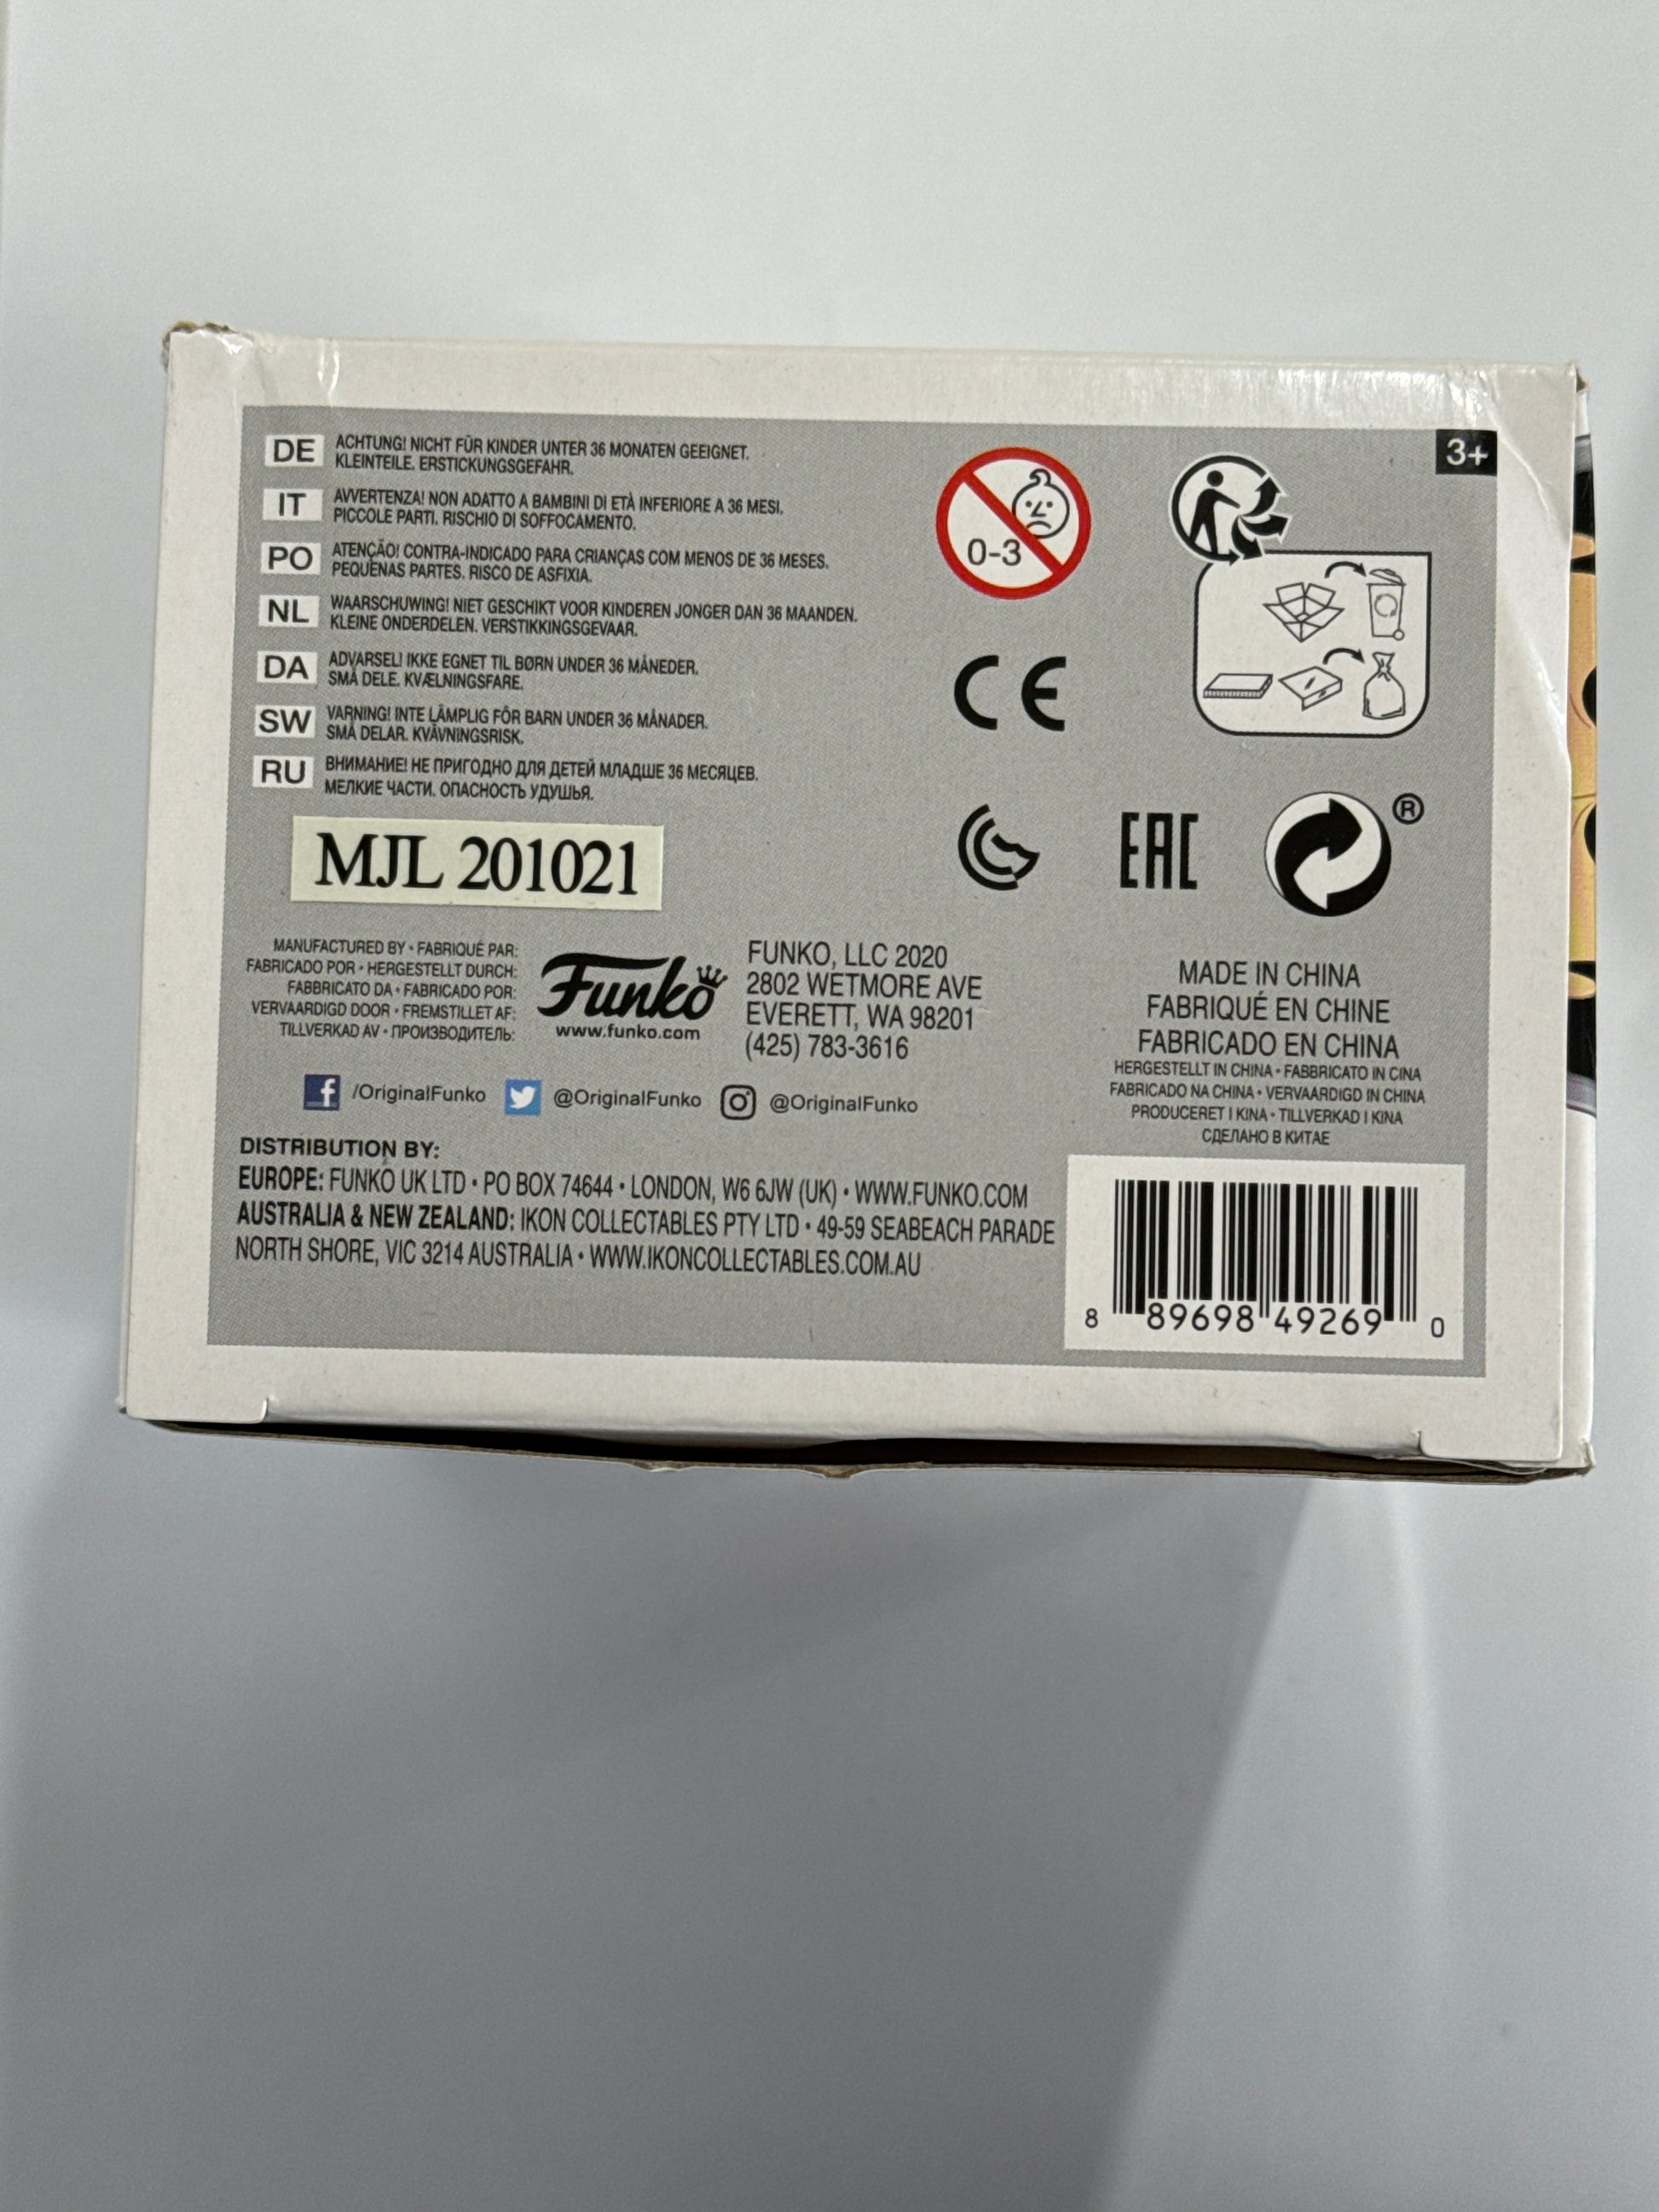 DE ACHTUNG! NICHT FÜR KINDER UNTER 36 MONATEN GEEIGNET.
KLEINTEILE. ERSTICKUNGSGEFAHR.
IT AVVERTENZA! NON ADATTO A BAMBINI DI ETÀ INFERIORE A 36 MESI.
PICCOLE PARTI. RISCHIO DI SOFFOCAMENTO.
PO ATENÇÃO! CONTRA-INDICADO PARA CRIANÇAS COM MENOS DE 36 MESES.
PEQUENAS PARTES. RISCO DE ASFIXIA.
NL WAARSCHUWING! NIET GESCHIKT VOOR KINDEREN JONGER DAN 36 MAANDEN.
KLEINE ONDERDELEN. VERSTIKKINGSGEVAAR.
DA ADVARSEL! IKKE EGNET TIL BØRN UNDER 36 MÅNEDER.
SMÅ DELE. KVÆLNINGSFARE.
SW VARNING! INTE LÄMPLIG FÖR BARN UNDER 36 MÅNADER.
SMÅ DELAR. KVÄVNINGSRISK.
RU ВНИМАНИЕ! НЕ ПРИГОДНО ДЛЯ ДЕТЕЙ МЛАДШЕ 36 МЕСЯЦЕВ.
МЕЛКИЕ ЧАСТИ. ОПАСНОСТЬ УДУШЬЯ.
0-3
3+
CE
EAC
®
MJL 201021
MANUFACTURED BY • FABRIQUÉ PAR:
FABRICADO POR • HERGESTELLT DURCH:
FABBRICATO DA • FABRICADO POR:
VERVAARDIGD DOOR • FREMSTILLET AF:
TILLVERKAD AV • ПРОИЗВОДИТЕЛЬ:
Funko
www.funko.com
FUNKO, LLC 2020
2802 WETMORE AVE
EVERETT, WA 98201
(425) 783-3616
MADE IN CHINA
FABRIQUÉ EN CHINE
FABRICADO EN CHINA
HERGESTELLT IN CHINA • FABBRICATO IN CINA
FABRICADO NA CHINA • VERVAARDIGD IN CHINA
PRODUCERET I KINA • TILLVERKAD I KINA
СДЕЛАНО В КИТАЕ
f /OriginalFunko @OriginalFunko @OriginalFunko
DISTRIBUTION BY:
EUROPE: FUNKO UK LTD • PO BOX 74644 • LONDON, W6 6JW (UK) • WWW.FUNKO.COM
AUSTRALIA & NEW ZEALAND: IKON COLLECTABLES PTY LTD • 49-59 SEABEACH PARADE
NORTH SHORE, VIC 3214 AUSTRALIA • WWW.IKONCOLLECTABLES.COM.AU
8 89698 49269 0